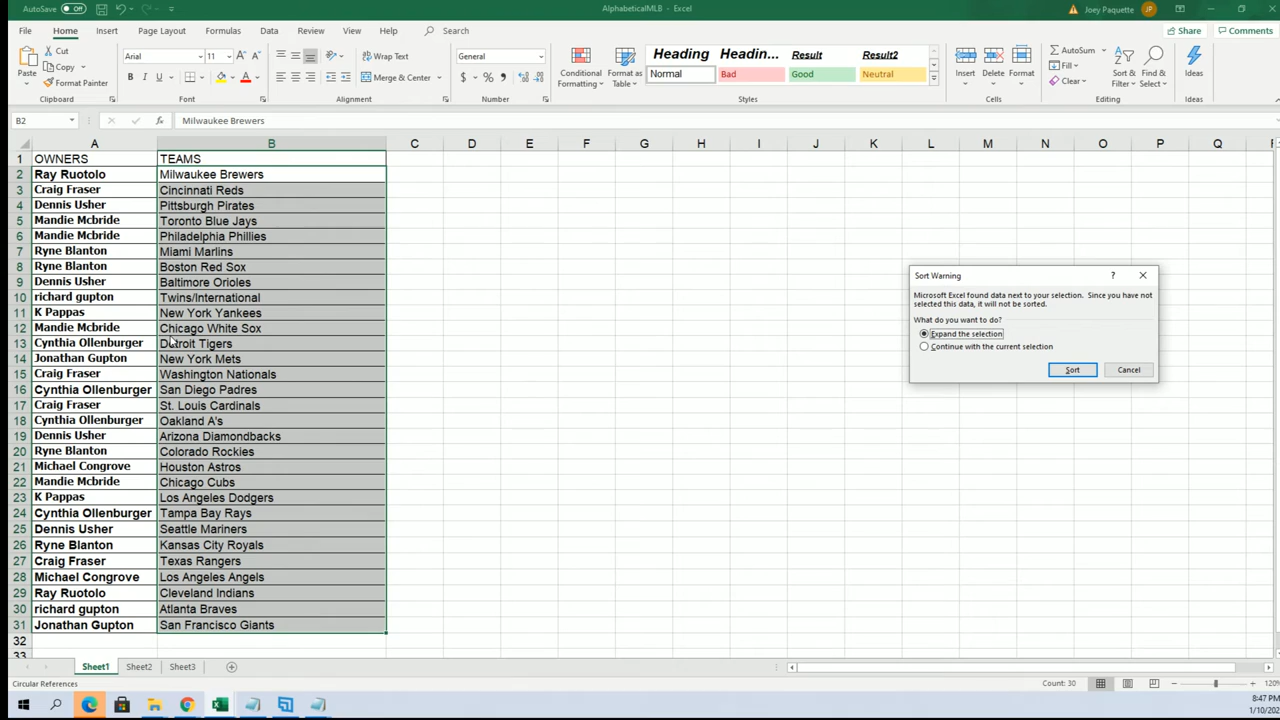 AutoSave Off AlphabeticalMLB - Excel Joey Paquette JP
File Home Insert Page Layout Formulas Data Review View Help Search Share Comments
Paste Cut Copy Format Painter Clipboard
Arial 11 A A B I U A Font
Wrap Text Merge & Center Alignment
General $ % , Number
Conditional Formatting Format as Table
Heading Headin... Result Result2
Normal Bad Good Neutral
Styles
Insert Delete Format Cells
AutoSum Fill Clear Sort & Filter Find & Select Editing
Ideas Ideas
B2 fx Milwaukee Brewers
A B C D E F G H I J K L M N O P Q
1 OWNERS TEAMS
2 Ray Ruotolo Milwaukee Brewers
3 Craig Fraser Cincinnati Reds
4 Dennis Usher Pittsburgh Pirates
5 Mandie Mcbride Toronto Blue Jays
6 Mandie Mcbride Philadelphia Phillies
7 Ryne Blanton Miami Marlins
8 Ryne Blanton Boston Red Sox
9 Dennis Usher Baltimore Orioles
10 richard gupton Twins/International
11 K Pappas New York Yankees
12 Mandie Mcbride Chicago White Sox
13 Cynthia Ollenburger Detroit Tigers
14 Jonathan Gupton New York Mets
15 Craig Fraser Washington Nationals
16 Cynthia Ollenburger San Diego Padres
17 Craig Fraser St. Louis Cardinals
18 Cynthia Ollenburger Oakland A's
19 Dennis Usher Arizona Diamondbacks
20 Ryne Blanton Colorado Rockies
21 Michael Congrove Houston Astros
22 Mandie Mcbride Chicago Cubs
23 K Pappas Los Angeles Dodgers
24 Cynthia Ollenburger Tampa Bay Rays
25 Dennis Usher Seattle Mariners
26 Ryne Blanton Kansas City Royals
27 Craig Fraser Texas Rangers
28 Michael Congrove Los Angeles Angels
29 Ray Ruotolo Cleveland Indians
30 richard gupton Atlanta Braves
31 Jonathan Gupton San Francisco Giants
32
33
Sort Warning ?
Microsoft Excel found data next to your selection. Since you have
not selected this data, it will not be sorted.
What do you want to do?
Expand the selection
Continue with the current selection
Sort Cancel
Sheet1 Sheet2 Sheet3
Circular References Count: 30 120%
8:47 PM
1/10/202